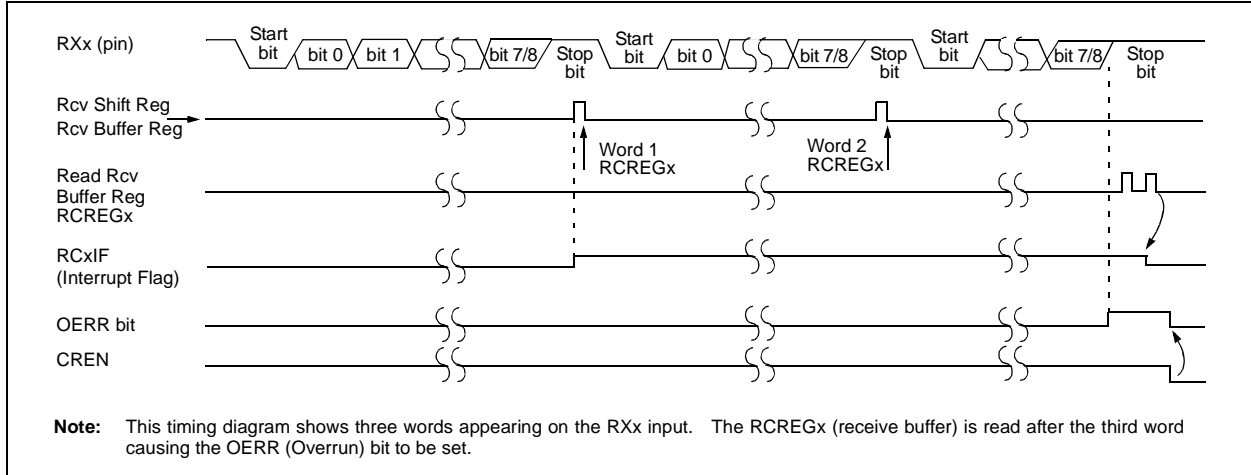 RXx (pin)
Start bit
bit 0
bit 1
bit 7/8
Stop bit
Start bit
bit 0
bit 7/8
Stop bit
Start bit
bit 7/8
Stop bit
Rcv Shift Reg
Rcv Buffer Reg
Word 1
RCREGx
Word 2
RCREGx
Read Rcv
Buffer Reg
RCREGx
RCxIF
(Interrupt Flag)
OERR bit
CREN
Note: This timing diagram shows three words appearing on the RXx input. The RCREGx (receive buffer) is read after the third word
causing the OERR (Overrun) bit to be set.